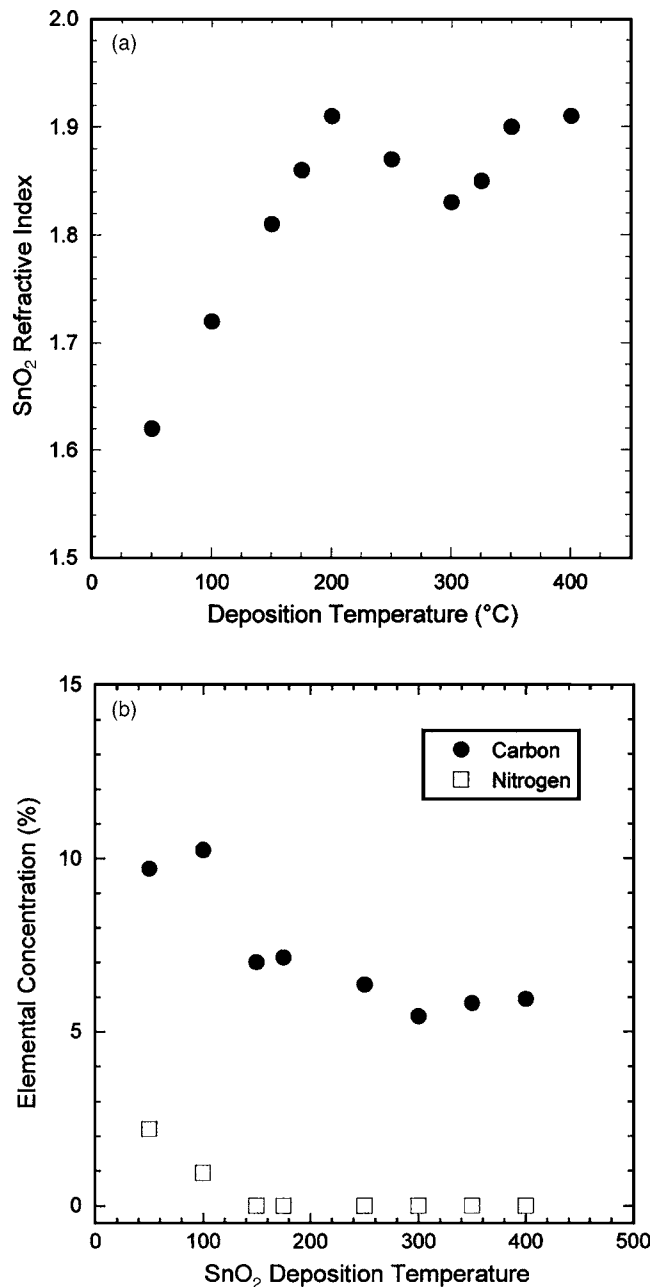 (a)
2.0
1.9
1.8
1.7
1.6
1.5
SnO₂ Refractive Index
0 100 200 300 400
Deposition Temperature (°C)
(b)
15
10
5
0
Elemental Concentration (%)
Carbon
Nitrogen
0 100 200 300 400 500
SnO₂ Deposition Temperature